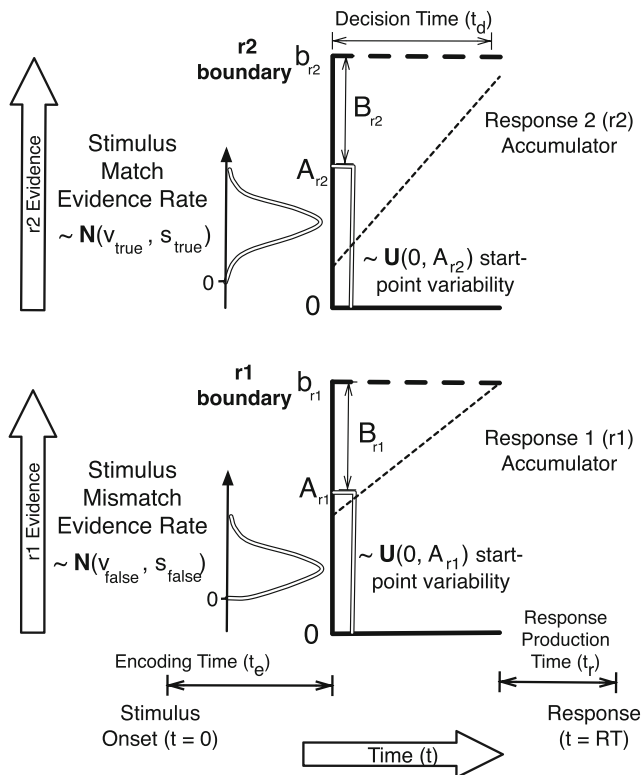 Decision Time (t_d)
r2
boundary
b_r2
B_r2
r2 Evidence
Stimulus
Match
Evidence Rate
~ N(v_true , s_true)
0
A_r2
Response 2 (r2)
Accumulator
~ U(0, A_r2) start-
point variability
0
r1
boundary
b_r1
B_r1
r1 Evidence
Stimulus
Mismatch
Evidence Rate
~ N(v_false , s_false)
0
A_r1
Response 1 (r1)
Accumulator
~ U(0, A_r1) start-
point variability
0
Encoding Time (t_e)
Response
Production
Time (t_r)
Stimulus
Onset (t = 0)
Time (t)
Response
(t = RT)